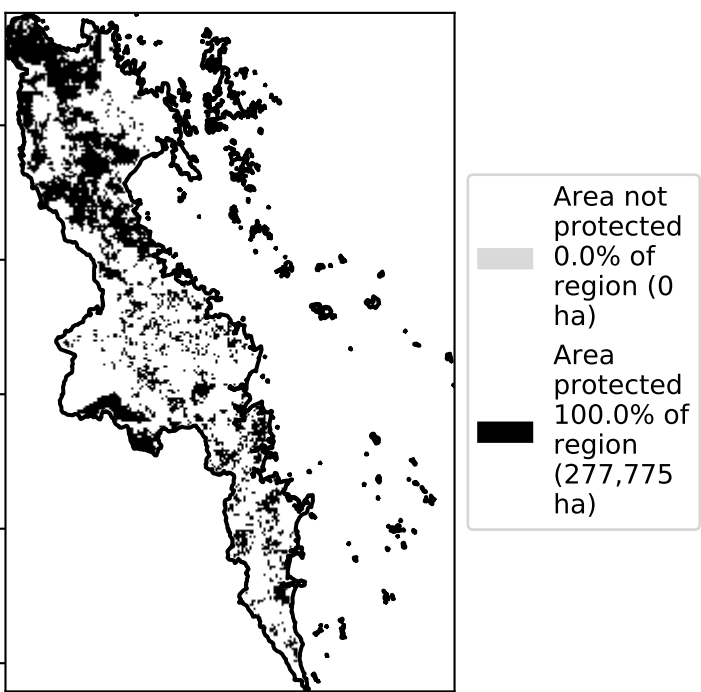 Area not
protected
0.0% of
region (0
ha)
Area
protected
100.0% of
region
(277,775
ha)